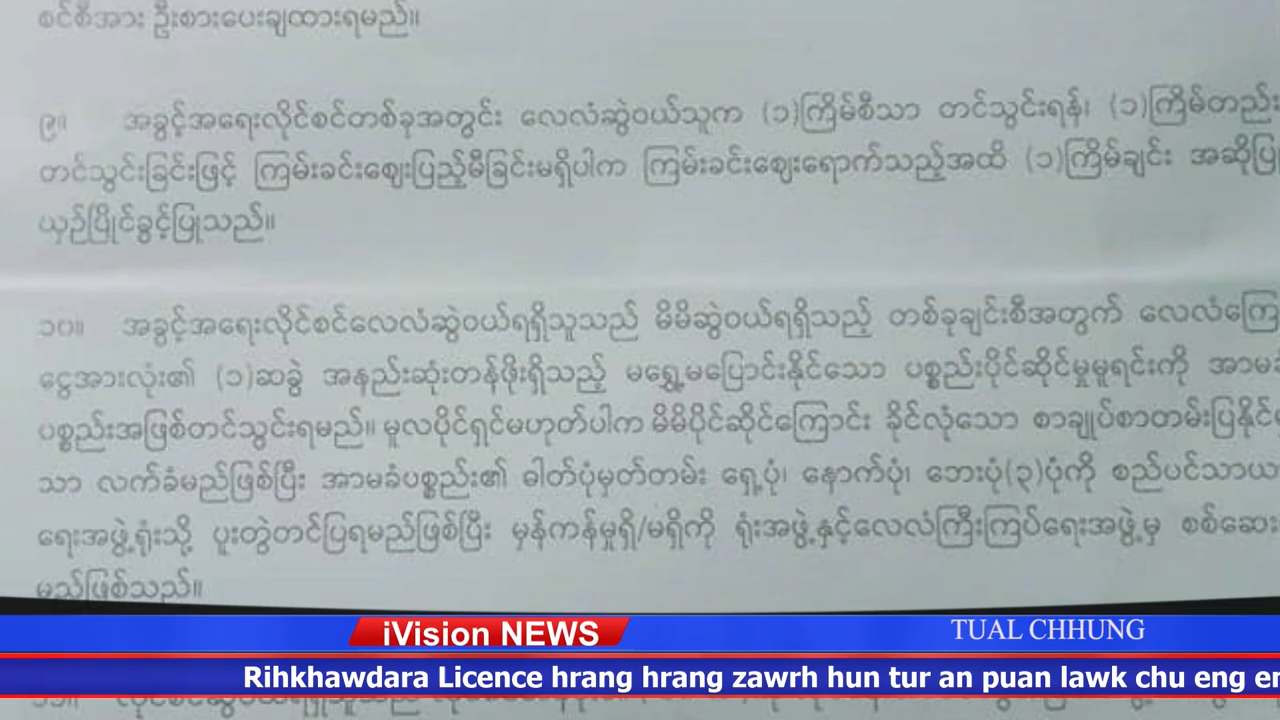 စင်စီအား ဦးစားပေးချထားရမည်။
၉။ အခွင့်အရေးလိုင်စင်တစ်ခုအတွင်း လေလံဆွဲဝယ်သူက (၁)ကြိမ်စီသာ တင်သွင်းရန်၊ (၁)ကြိမ်တည်း
တင်သွင်းခြင်းဖြင့် ကြမ်းခင်းဈေးပြည့်မီခြင်းမရှိပါက ကြမ်းခင်းဈေးရောက်သည့်အထိ (၁)ကြိမ်ချင်း အဆိုပြု
ယှဉ်ပြိုင်ခွင့်ပြုသည်။
၁၀။ အခွင့်အရေးလိုင်စင်လေလံဆွဲဝယ်ရရှိသူသည် မိမိဆွဲဝယ်ရရှိသည့် တစ်ခုချင်းစီအတွက် လေလံကြေ
ငွေအားလုံး၏ (၁)ဆခွဲ အနည်းဆုံးတန်ဖိုးရှိသည့် မရွှေ့မပြောင်းနိုင်သော ပစ္စည်းပိုင်ဆိုင်မှုမူရင်းကို အာမခံ
ပစ္စည်းအဖြစ်တင်သွင်းရမည်။ မူလပိုင်ရှင်မဟုတ်ပါက မိမိပိုင်ဆိုင်ကြောင်း ခိုင်လုံသော စာချုပ်စာတမ်းပြနိုင်
သာ လက်ခံမည်ဖြစ်ပြီး အာမခံပစ္စည်း၏ ဓါတ်ပုံမှတ်တမ်း ရှေ့ပုံ၊ နောက်ပုံ၊ ဘေးပုံ(၃)ပုံကို စည်ပင်သာယာ
ရေးအဖွဲ့ရုံးသို့ ပူးတွဲတင်ပြရမည်ဖြစ်ပြီး မှန်ကန်မှုရှိ/မရှိကို ရုံးအဖွဲ့နှင့်လေလံကြီးကြပ်ရေးအဖွဲ့မှ စစ်ဆေး
မည်ဖြစ်သည်။
iVision NEWS
TUAL CHHUNG
Rihkhawdara Licence hrang hrang zawrh hun tur an puan lawk chu eng en